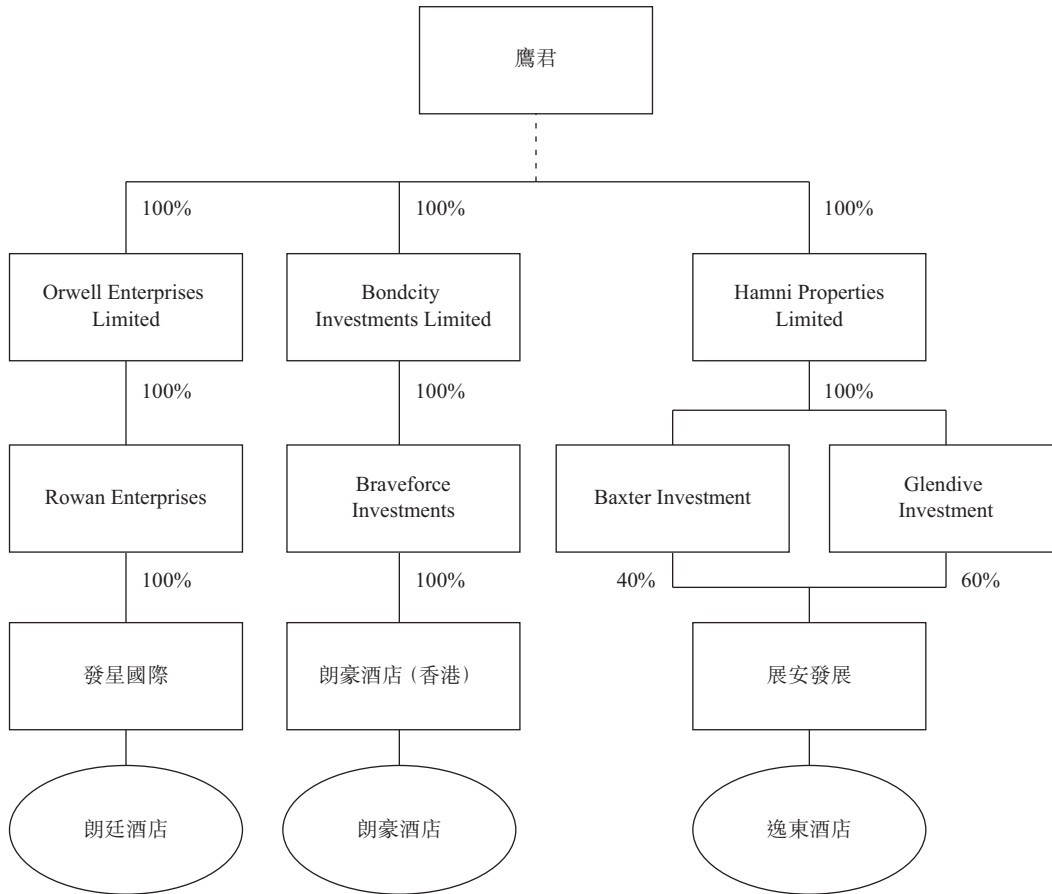 鷹君
100%
100%
100%
Orwell Enterprises
Limited
Bondcity
Investments Limited
Hamni Properties
Limited
100%
100%
100%
Rowan Enterprises
Braveforce
Investments
Baxter Investment
Glendive
Investment
100%
100%
40%
60%
發星國際
朗豪酒店（香港）
展安發展
朗廷酒店
朗豪酒店
逸東酒店